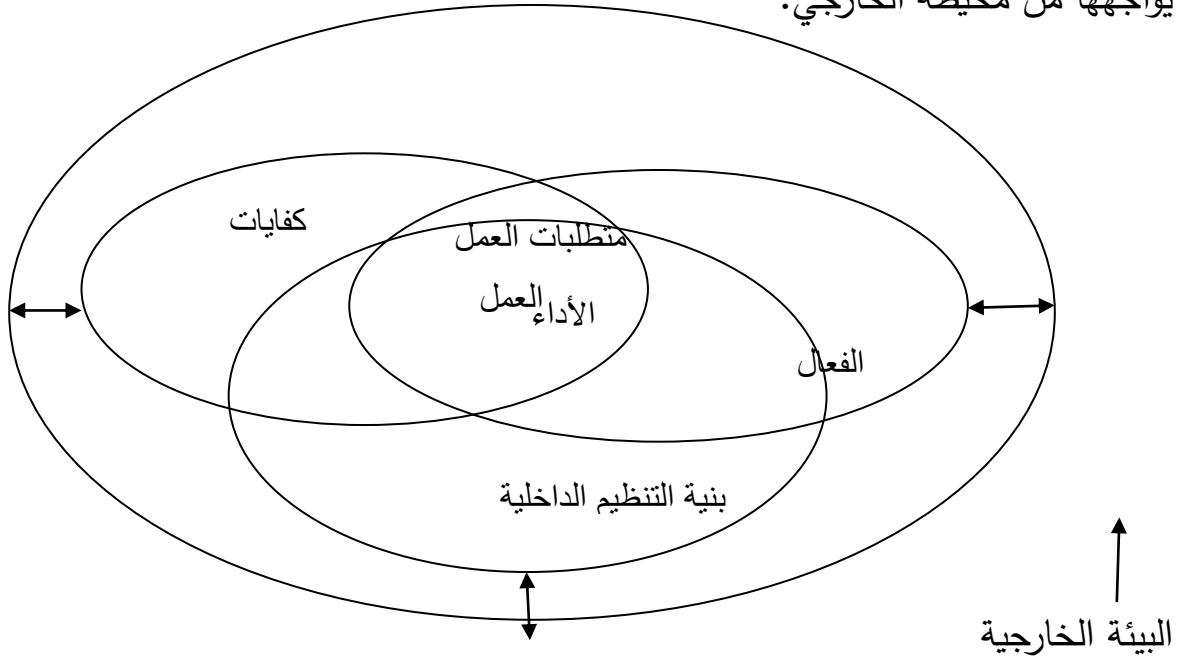 يواجهها من محيطه الخارجي.
كفايات
متطلبات العمل
العمل
الأداء
الفعال
بنية التنظيم الداخلية
البيئة الخارجية